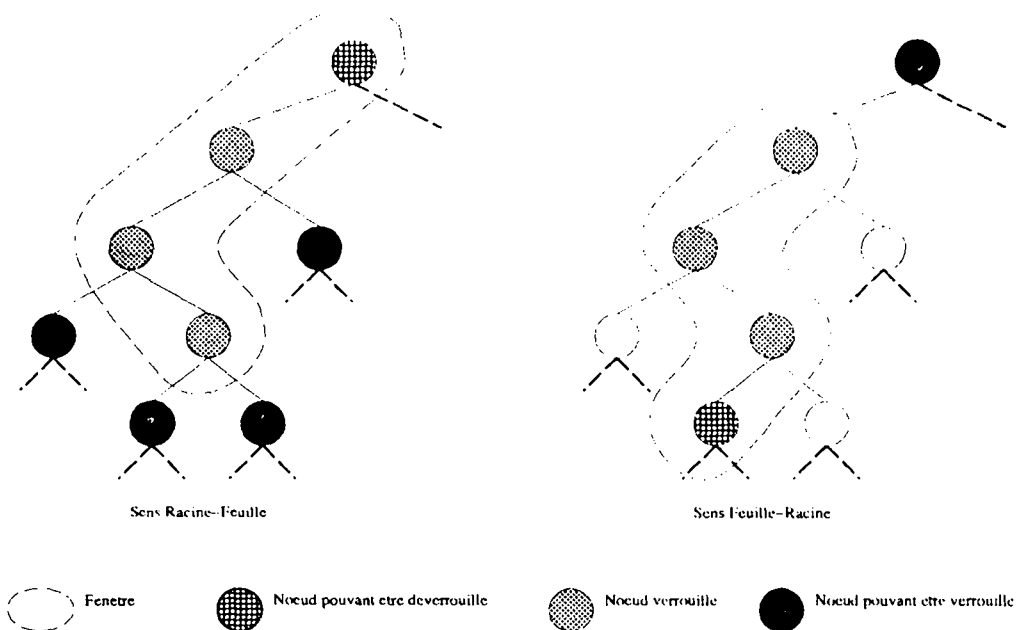 Sens Racine-Feuille
Sens Feuille-Racine
Fenetre
Noeud pouvant etre deverrouille
Noeud verrouille
Noeud pouvant etre verrouille